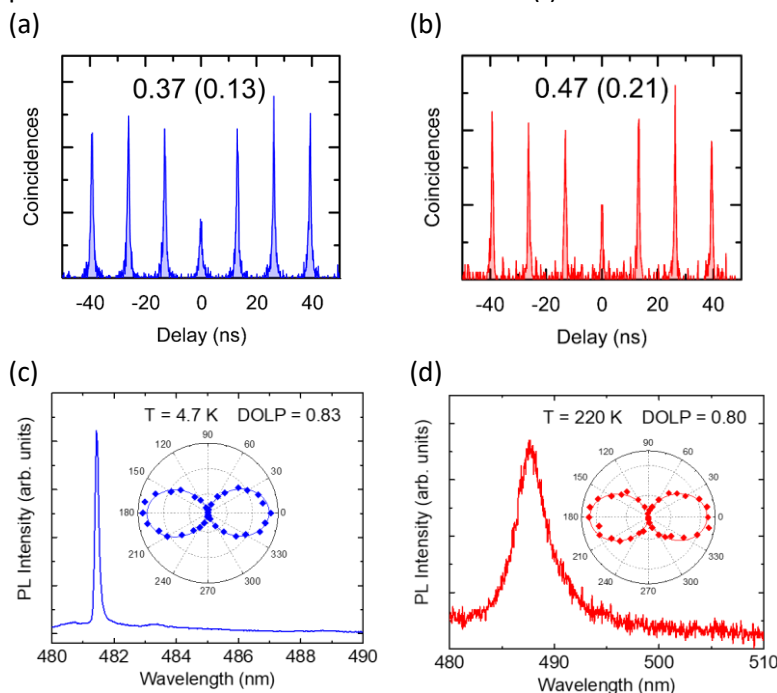 (a)
0.37 (0.13)
Coincidences
-40 -20 0 20 40
Delay (ns)
(b)
0.47 (0.21)
Coincidences
-40 -20 0 20 40
Delay (ns)
(c)
T = 4.7 K DOLP = 0.83
90
120 60
150 30
180 0
210 330
240 300
270
PL Intensity (arb. units)
480 482 484 486 488 490
Wavelength (nm)
(d)
T = 220 K DOLP = 0.80
90
120 60
150 30
180 0
210 330
240 300
270
PL Intensity (arb. units)
480 490 500 510
Wavelength (nm)